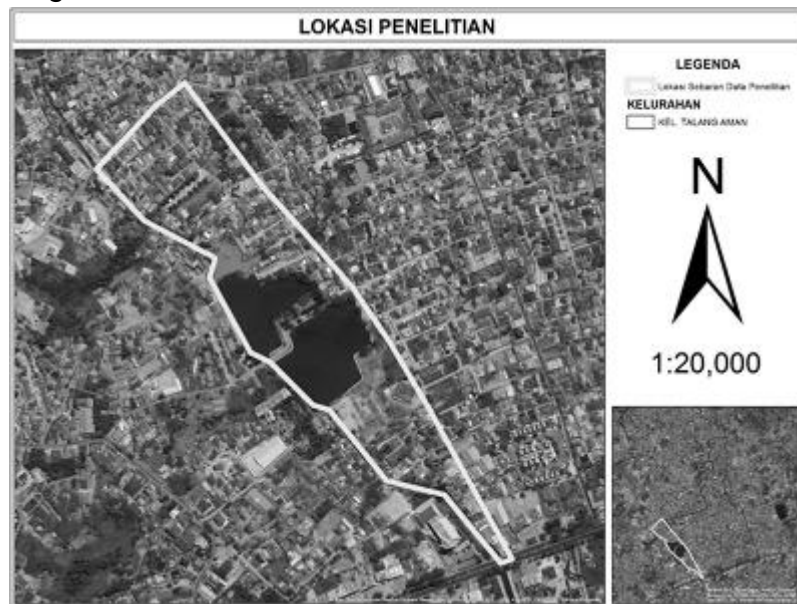 LOKASI PENELITIAN
LEGENDA
Lokasi Sebaran Data Penelitian
KELURAHAN
KEL. TALANG AMAN
N
1:20,000